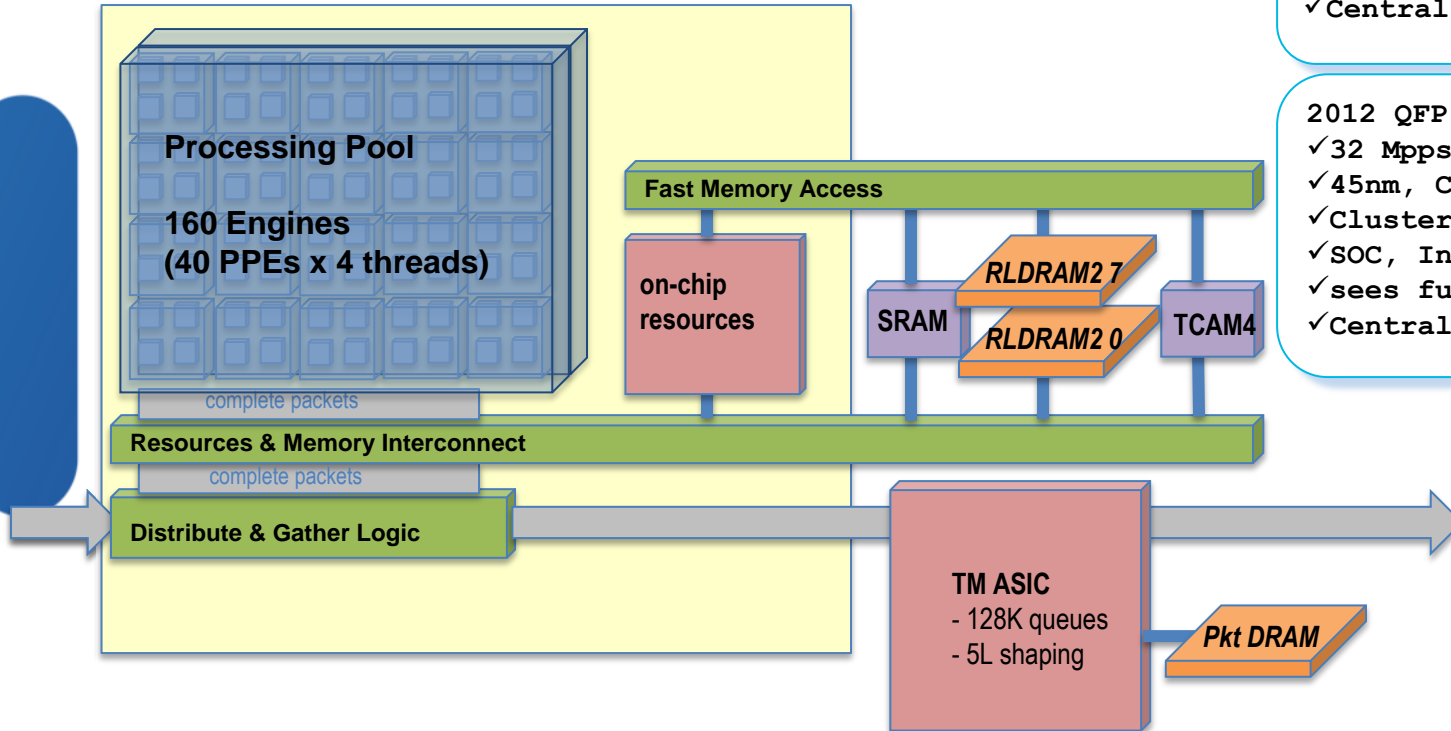 ✓Central
2012 QFP
✓32 Mpps
✓45nm, C
✓Cluster
✓SOC, In
✓sees fu
✓Central
Processing Pool
160 Engines
(40 PPEs x 4 threads)
Fast Memory Access
on-chip
resources
SRAM
RLDRAM2 7
RLDRAM2 0
TCAM4
complete packets
Resources & Memory Interconnect
complete packets
Distribute & Gather Logic
TM ASIC
- 128K queues
- 5L shaping
Pkt DRAM